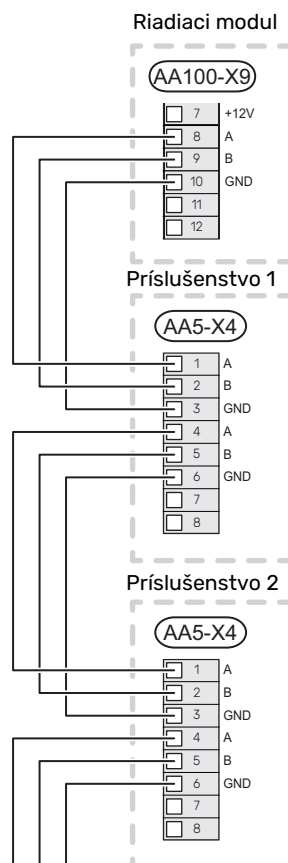 Riadiaci modul
AA100-X9
7 +12V
8 A
9 B
10 GND
11
12
Príslušenstvo 1
AA5-X4
1 A
2 B
3 GND
4 A
5 B
6 GND
7
8
Príslušenstvo 2
AA5-X4
1 A
2 B
3 GND
4 A
5 B
6 GND
7
8